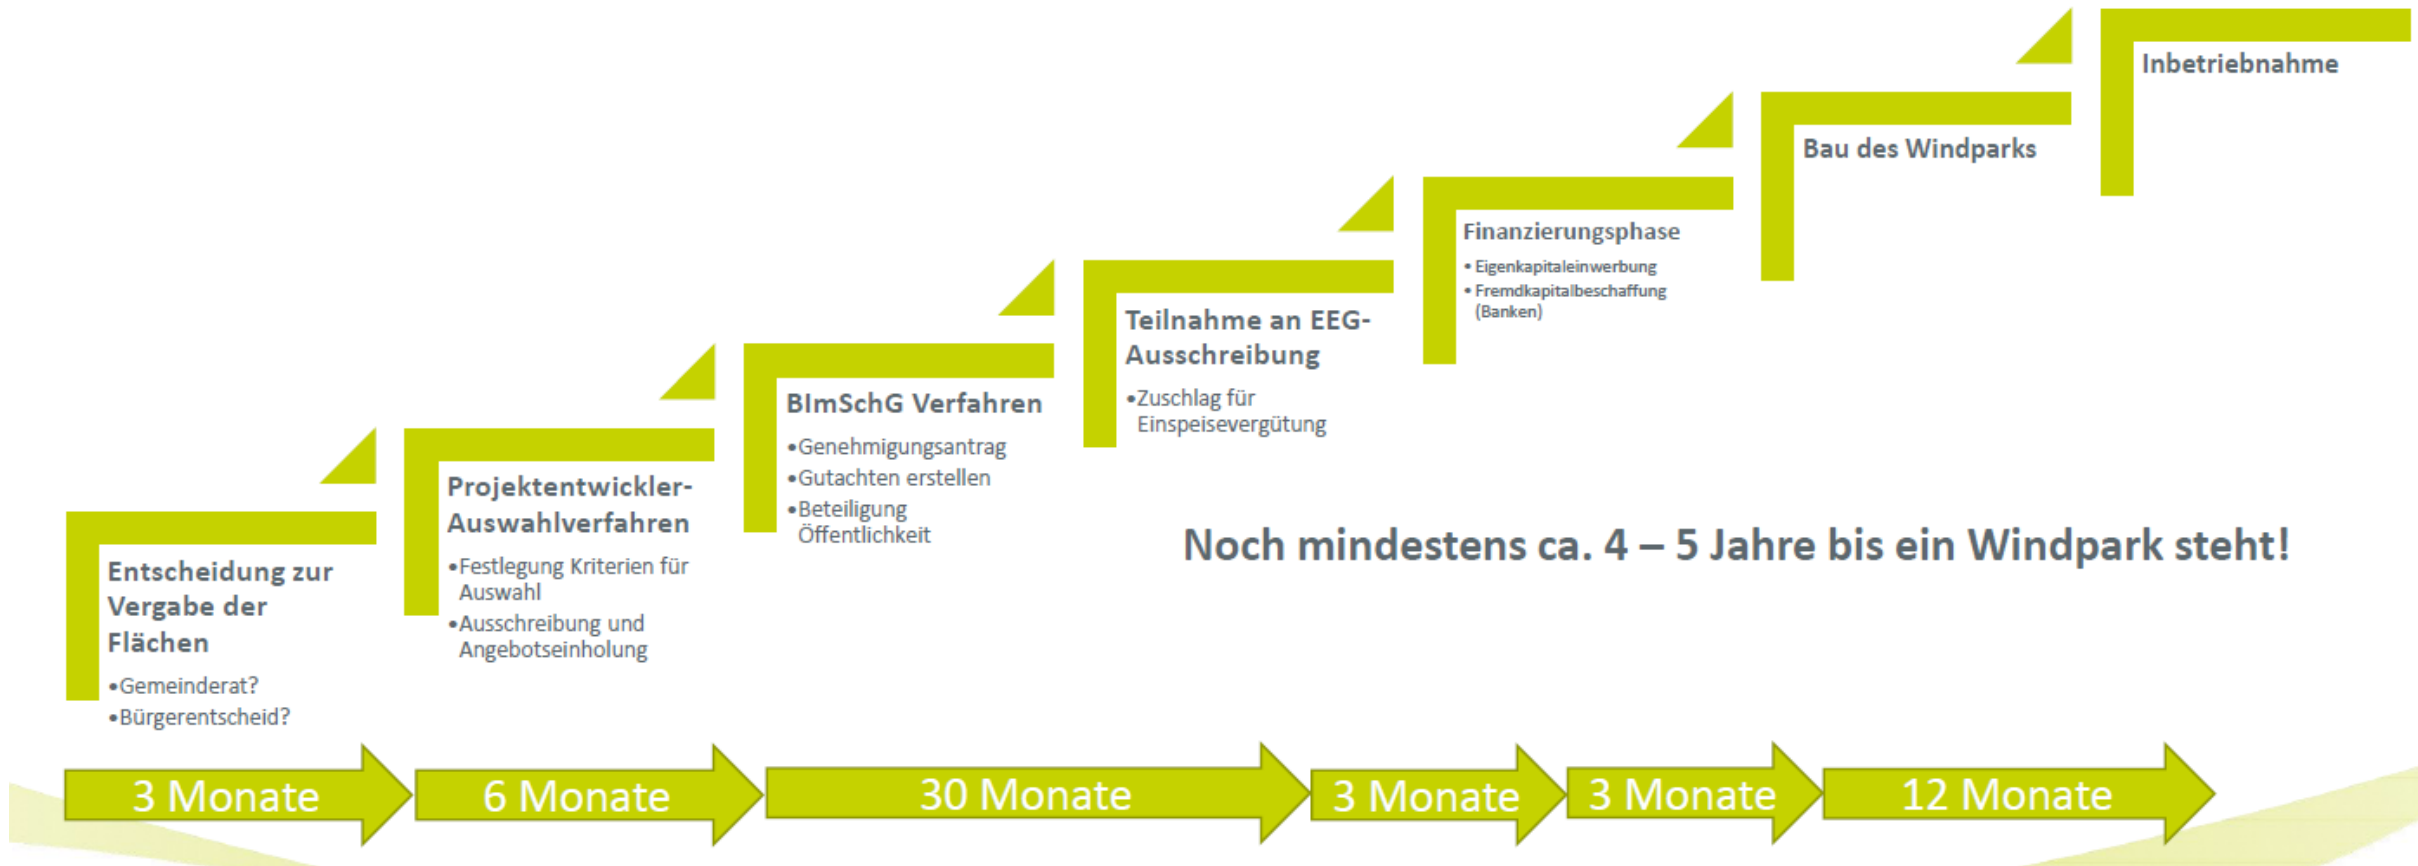 Entscheidung zur
Vergabe der
Flächen
•Gemeinderat?
•Bürgerentscheid?
Projektentwickler-
Auswahlverfahren
•Festlegung Kriterien für
Auswahl
•Ausschreibung und
Angebotseinholung
BImSchG Verfahren
•Genehmigungsantrag
•Gutachten erstellen
•Beteiligung
Öffentlichkeit
Teilnahme an EEG-
Ausschreibung
•Zuschlag für
Einspeisevergütung
Finanzierungsphase
• Eigenkapitaleinwerbung
• Fremdkapitalbeschaffung
(Banken)
Bau des Windparks
Inbetriebnahme
Noch mindestens ca. 4 – 5 Jahre bis ein Windpark steht!
3 Monate
6 Monate
30 Monate
3 Monate
3 Monate
12 Monate